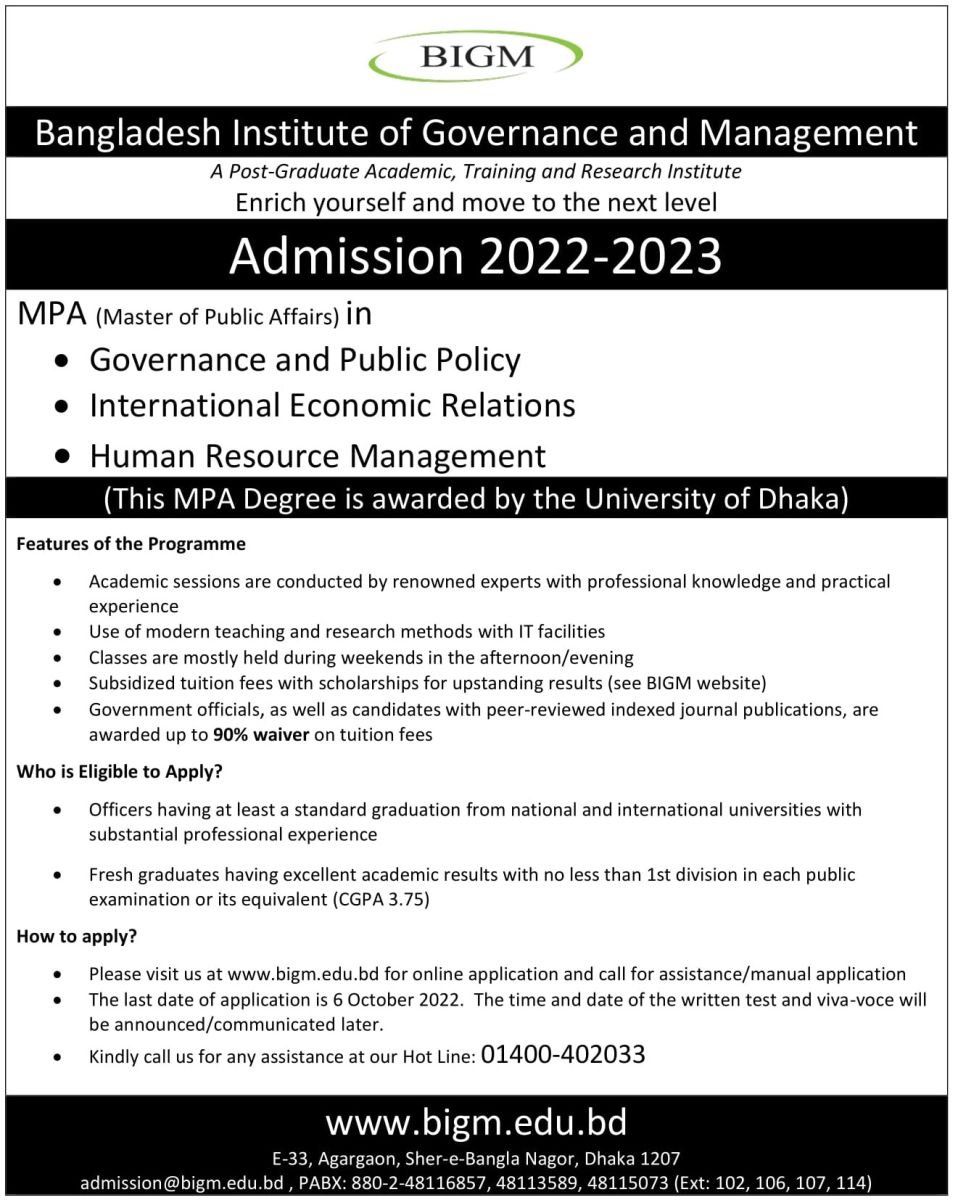 BIGM
Bangladesh Institute of Governance and Management
A Post-Graduate Academic, Training and Research Institute
Enrich yourself and move to the next level
Admission 2022-2023
MPA (Master of Public Affairs) in
• Governance and Public Policy
• International Economic Relations
• Human Resource Management
(This MPA Degree is awarded by the University of Dhaka)
Features of the Programme
• Academic sessions are conducted by renowned experts with professional knowledge and practical
experience
• Use of modern teaching and research methods with IT facilities
• Classes are mostly held during weekends in the afternoon/evening
• Subsidized tuition fees with scholarships for upstanding results (see BIGM website)
• Government officials, as well as candidates with peer-reviewed indexed journal publications, are
awarded up to 90% waiver on tuition fees
Who is Eligible to Apply?
• Officers having at least a standard graduation from national and international universities with
substantial professional experience
• Fresh graduates having excellent academic results with no less than 1st division in each public
examination or its equivalent (CGPA 3.75)
How to apply?
• Please visit us at www.bigm.edu.bd for online application and call for assistance/manual application
• The last date of application is 6 October 2022. The time and date of the written test and viva-voce will
be announced/communicated later.
• Kindly call us for any assistance at our Hot Line: 01400-402033
www.bigm.edu.bd
E-33, Agargaon, Sher-e-Bangla Nagor, Dhaka 1207
admission@bigm.edu.bd , PABX: 880-2-48116857, 48113589, 48115073 (Ext: 102, 106, 107, 114)